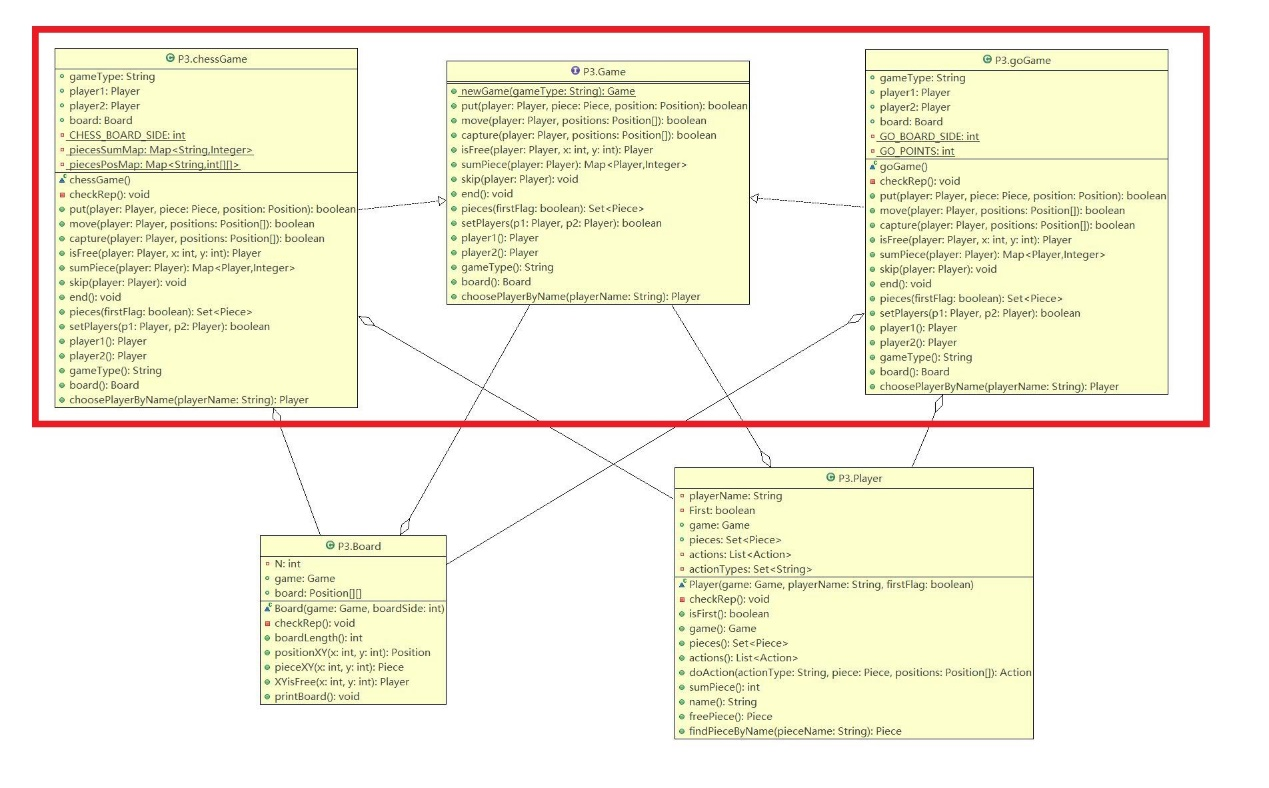 P3.chessGame
gameType: String
player1: Player
player2: Player
board: Board
CHESS_BOARD_SIDE: int
piecesSumMap: Map<String,Integer>
piecesPosMap: Map<String,int[][]>
chessGame()
checkRep(): void
put(player: Player, piece: Piece, position: Position): boolean
move(player: Player, positions: Position[]): boolean
capture(player: Player, positions: Position[]): boolean
isFree(player: Player, x: int, y: int): Player
sumPiece(player: Player): Map<Player,Integer>
skip(player: Player): void
end(): void
pieces(firstFlag: boolean): Set<Piece>
setPlayers(p1: Player, p2: Player): boolean
player1(): Player
player2(): Player
gameType(): String
board(): Board
choosePlayerByName(playerName: String): Player
P3.Game
newGame(gameType: String): Game
put(player: Player, piece: Piece, position: Position): boolean
move(player: Player, positions: Position[]): boolean
capture(player: Player, positions: Position[]): boolean
isFree(player: Player, x: int, y: int): Player
sumPiece(player: Player): Map<Player,Integer>
skip(player: Player): void
end(): void
pieces(firstFlag: boolean): Set<Piece>
setPlayers(p1: Player, p2: Player): boolean
player1(): Player
player2(): Player
gameType(): String
board(): Board
choosePlayerByName(playerName: String): Player
P3.goGame
gameType: String
player1: Player
player2: Player
board: Board
GO_BOARD_SIDE: int
GO_POINTS: int
goGame()
checkRep(): void
put(player: Player, piece: Piece, position: Position): boolean
move(player: Player, positions: Position[]): boolean
capture(player: Player, positions: Position[]): boolean
isFree(player: Player, x: int, y: int): Player
sumPiece(player: Player): Map<Player,Integer>
skip(player: Player): void
end(): void
pieces(firstFlag: boolean): Set<Piece>
setPlayers(p1: Player, p2: Player): boolean
player1(): Player
player2(): Player
gameType(): String
board(): Board
choosePlayerByName(playerName: String): Player
P3.Board
N: int
game: Game
board: Position[][]
Board(game: Game, boardSide: int)
checkRep(): void
boardLength(): int
positionXY(x: int, y: int): Position
pieceXY(x: int, y: int): Piece
XYisFree(x: int, y: int): Player
printBoard(): void
P3.Player
playerName: String
First: boolean
game: Game
pieces: Set<Piece>
actions: List<Action>
actionTypes: Set<String>
Player(game: Game, playerName: String, firstFlag: boolean)
checkRep(): void
isFirst(): boolean
game(): Game
pieces(): Set<Piece>
actions(): List<Action>
doAction(actionType: String, piece: Piece, positions: Position[]): Action
sumPiece(): int
name(): String
freePiece(): Piece
findPieceByName(pieceName: String): Piece